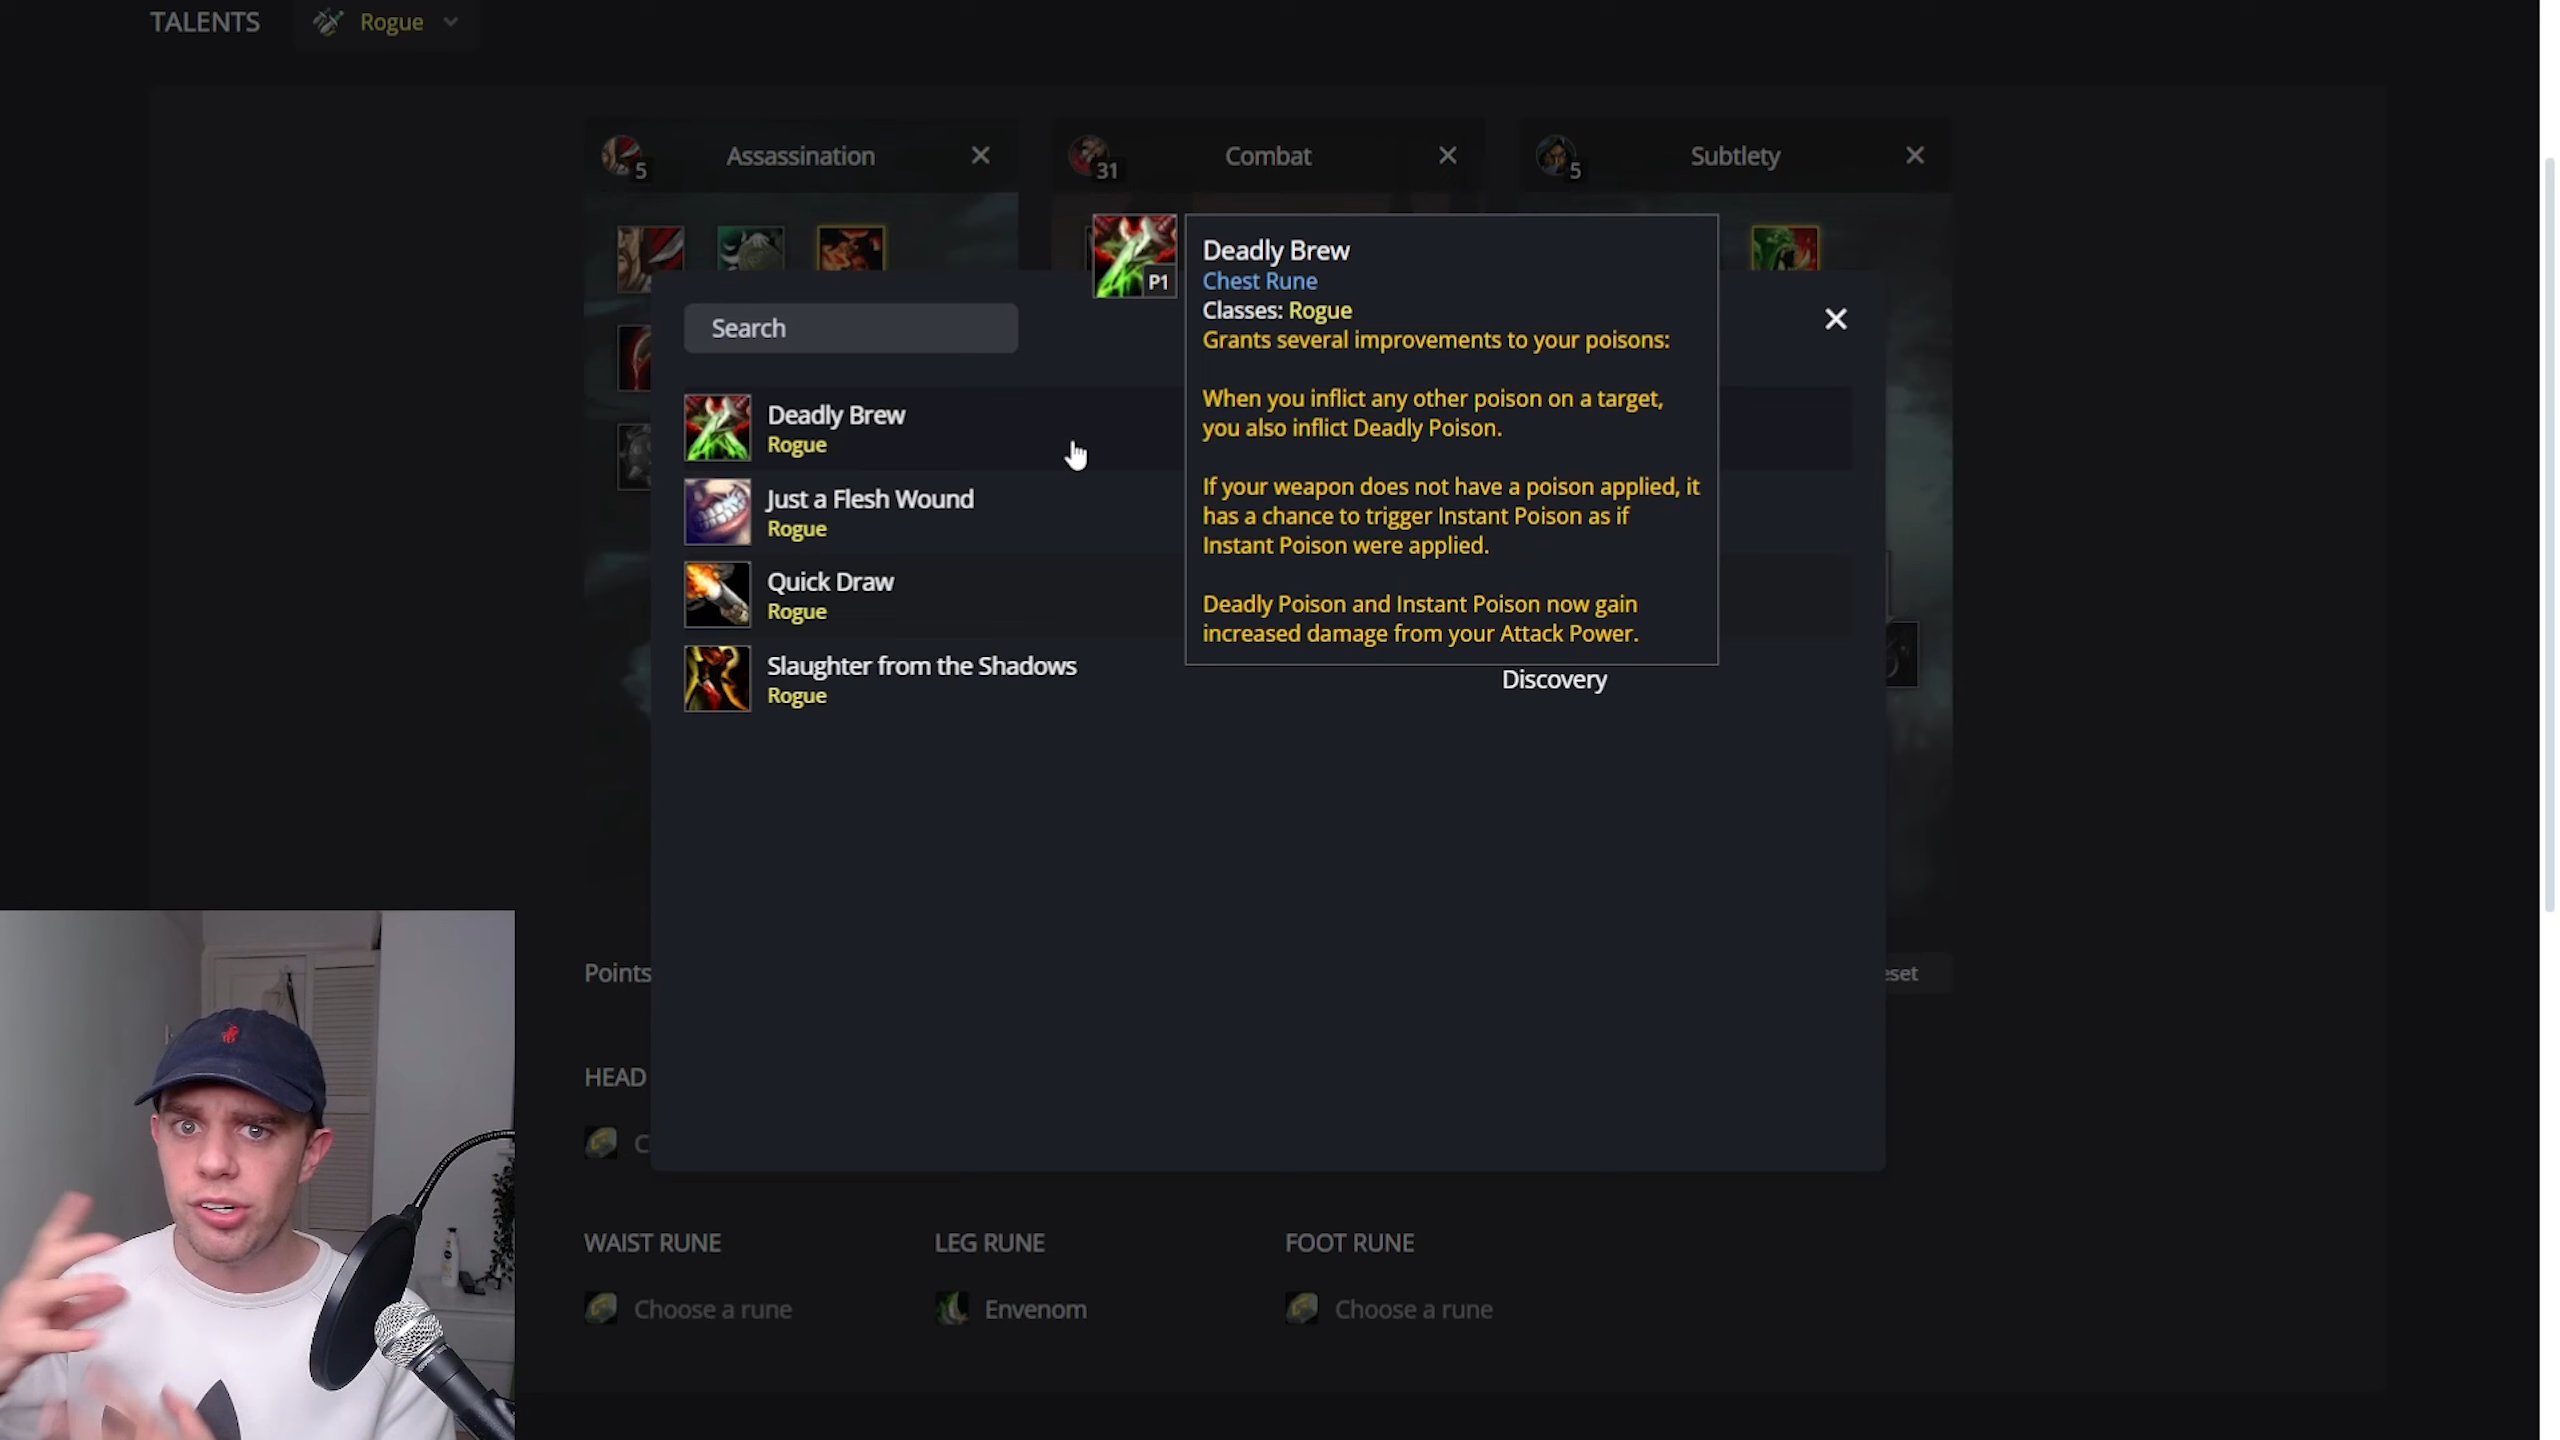 TALENTS
Rogue
5
Assassination
31
Combat
5
Subtlety
P1
Deadly Brew
Chest Rune
Classes: Rogue
Grants several improvements to your poisons:
When you inflict any other poison on a target,
you also inflict Deadly Poison.
If your weapon does not have a poison applied, it
has a chance to trigger Instant Poison as if
Instant Poison were applied.
Deadly Poison and Instant Poison now gain
increased damage from your Attack Power.
Search
Deadly Brew
Rogue
Just a Flesh Wound
Rogue
Quick Draw
Rogue
Slaughter from the Shadows
Rogue
Discovery
Points
eset
HEAD
C
WAIST RUNE
LEG RUNE
FOOT RUNE
Choose a rune
Envenom
Choose a rune